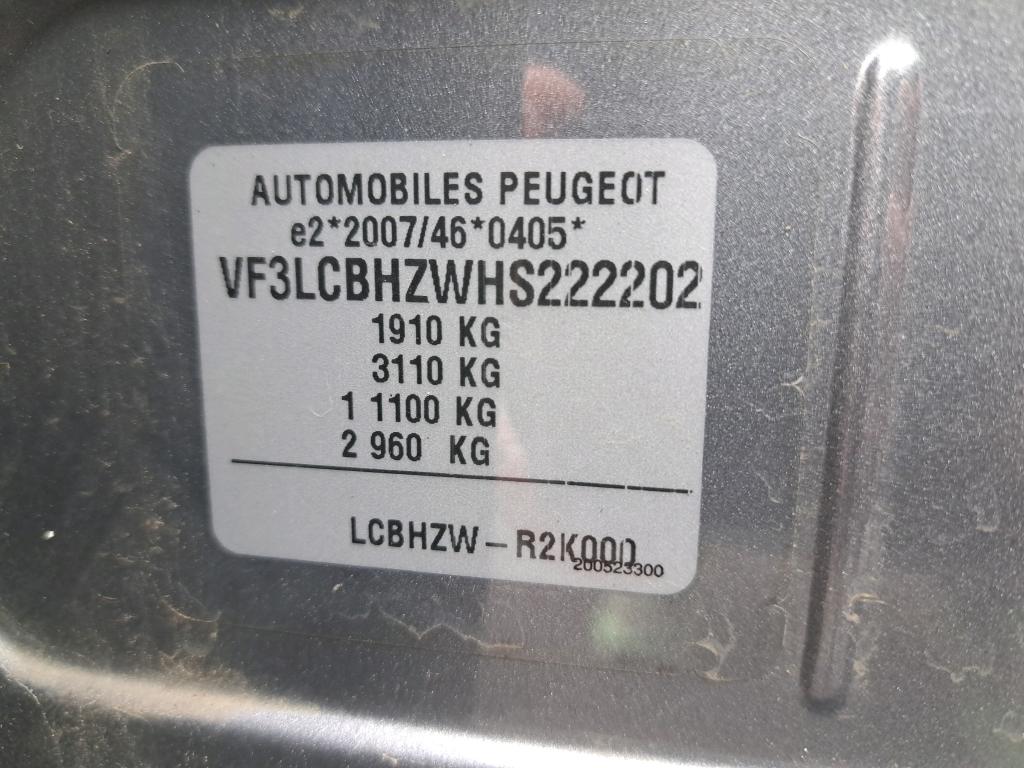 AUTOMOBILES PEUGEOT
e2*2007/46*0405*
VF3LCBHZWHS222202
1910 KG
3110 KG
1 1100 KG
2 960 KG
LCBHZW-R2K000
200523300